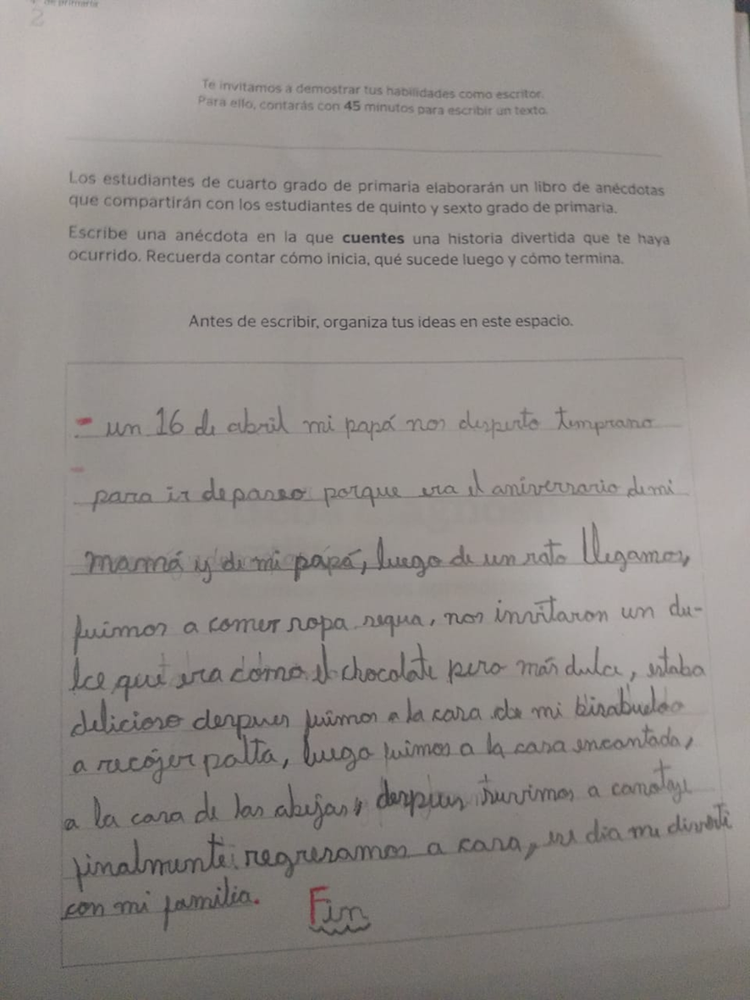 de primaria
2
Te invitamos a demostrar tus habilidades como escritor.
Para ello, contarás con 45 minutos para escribir un texto.
Los estudiantes de cuarto grado de primaria elaborarán un libro de anécdotas
que compartirán con los estudiantes de quinto y sexto grado de primaria.
Escribe una anécdota en la que cuentes una historia divertida que te haya
ocurrido. Recuerda contar cómo inicia, qué sucede luego y cómo termina.
Antes de escribir, organiza tus ideas en este espacio.
- un 16 de abril mi papá nos desperto temprano
para ir de paseo porque era el aniversario de mi
mamá y de mi papá, luego de un rato llegamos,
fuimos a comer sopa sequa, nos invitaron un du-
lce que era como el chocolate pero más dulce, estaba
delicioso despues fuimos a la casa de mi bisabuelo
a recójer palta, luego fuimos a la casa encantada,
a la casa de las abejas, despues a canotaje
finalmente regresamos a casa, ese dia me diverti
con mi familia. Fin